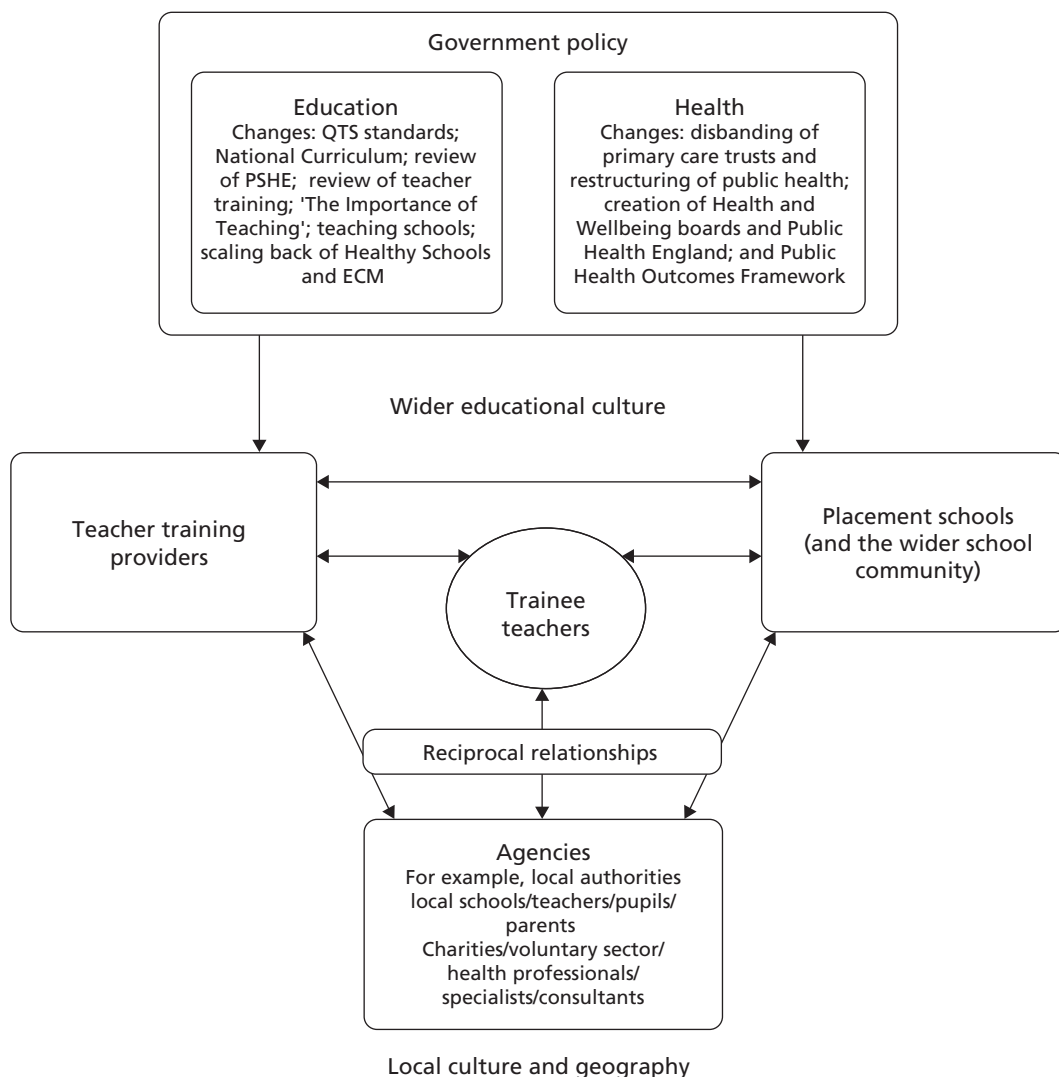 Government policy
Education
Changes: QTS standards;
National Curriculum; review
of PSHE;  review of teacher
training; 'The Importance of
Teaching'; teaching schools;
scaling back of Healthy Schools
and ECM
Health
Changes: disbanding of
primary care trusts and
restructuring of public health;
creation of Health and
Wellbeing boards and Public
Health England; and Public
Health Outcomes Framework
Wider educational culture
Teacher training
providers
Trainee
teachers
Placement schools
(and the wider school
community)
Reciprocal relationships
Agencies
For example, local authorities
local schools/teachers/pupils/
parents
Charities/voluntary sector/
health professionals/
specialists/consultants
Local culture and geography